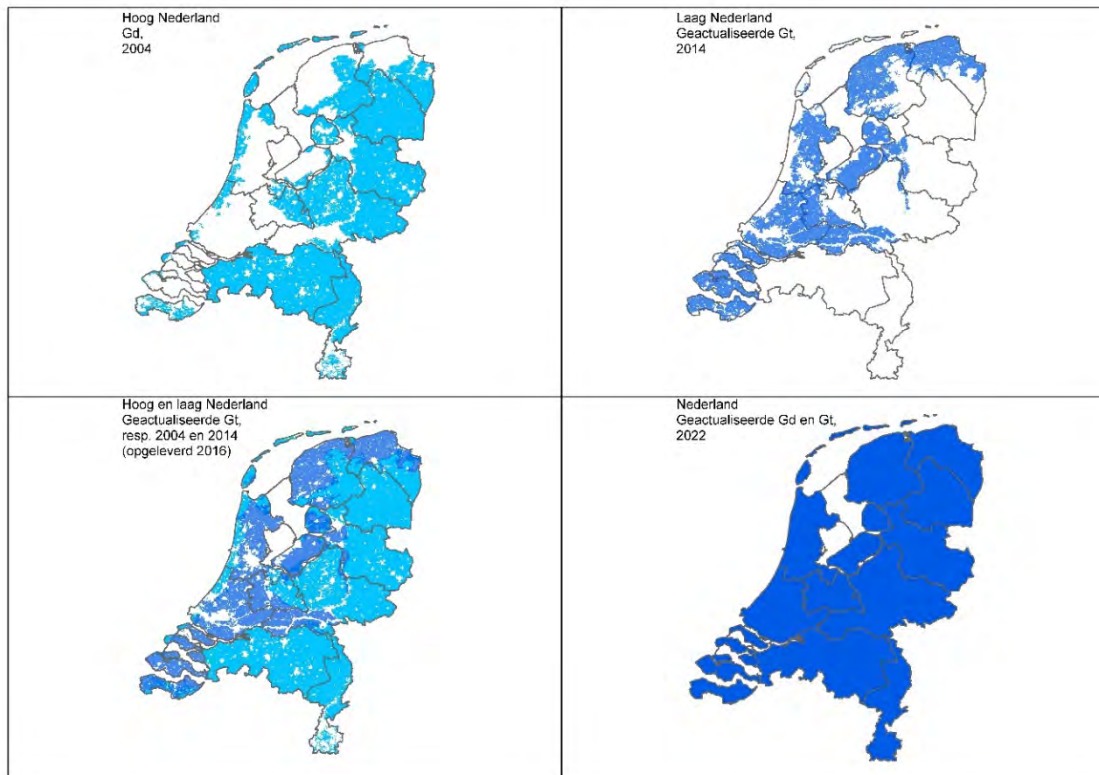 Hoog Nederland
Gd,
2004
Laag Nederland
Geactualiseerde Gt,
2014
Hoog en laag Nederland
Geactualiseerde Gt,
resp. 2004 en 2014
(opgeleverd 2016)
Nederland
Geactualiseerde Gd en Gt,
2022